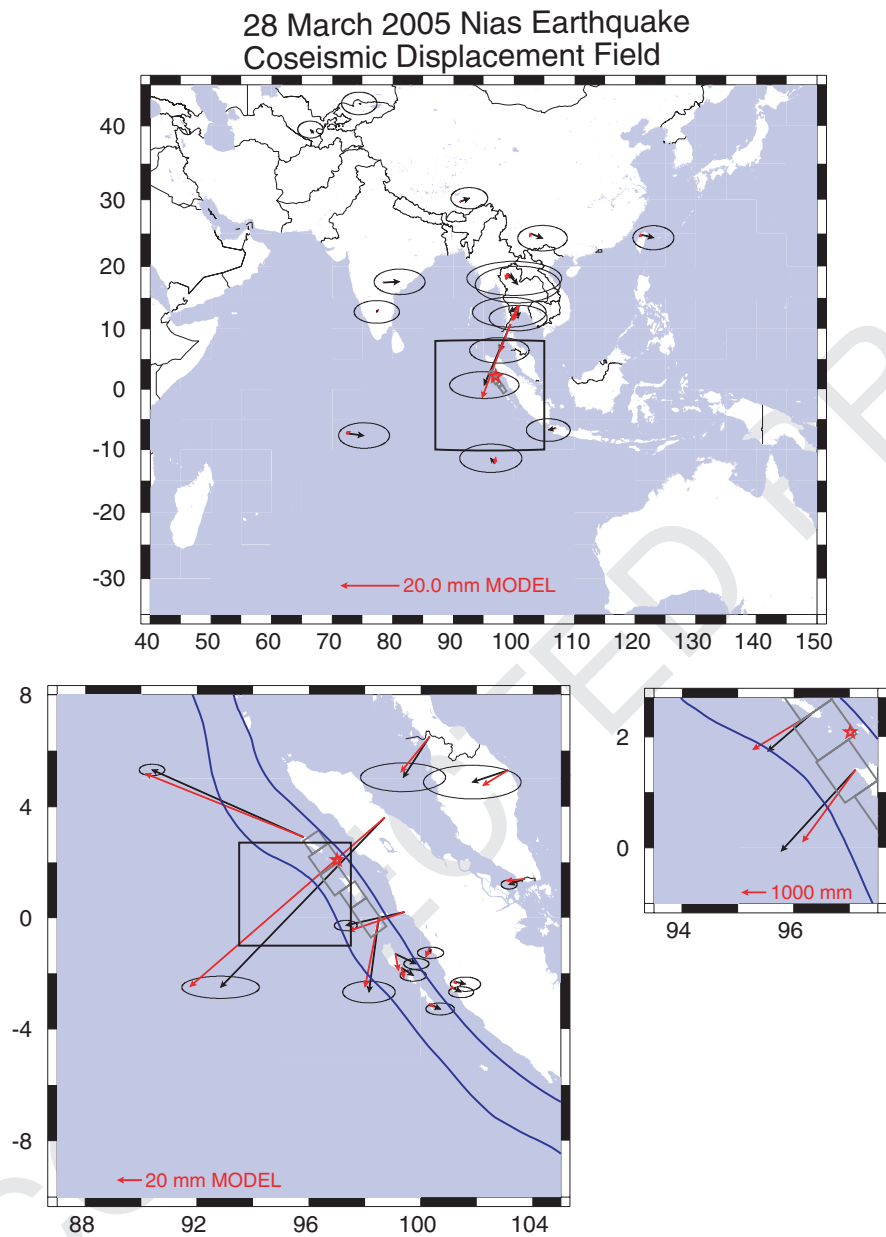 28 March 2005 Nias Earthquake
Coseismic Displacement Field
40
30
20
10
0
-10
-20
-30
20.0 mm MODEL
40 50 60 70 80 90 100 110 120 130 140 150
8
4
0
-4
-8
20 mm MODEL
88 92 96 100 104
2
0
1000 mm
94 96